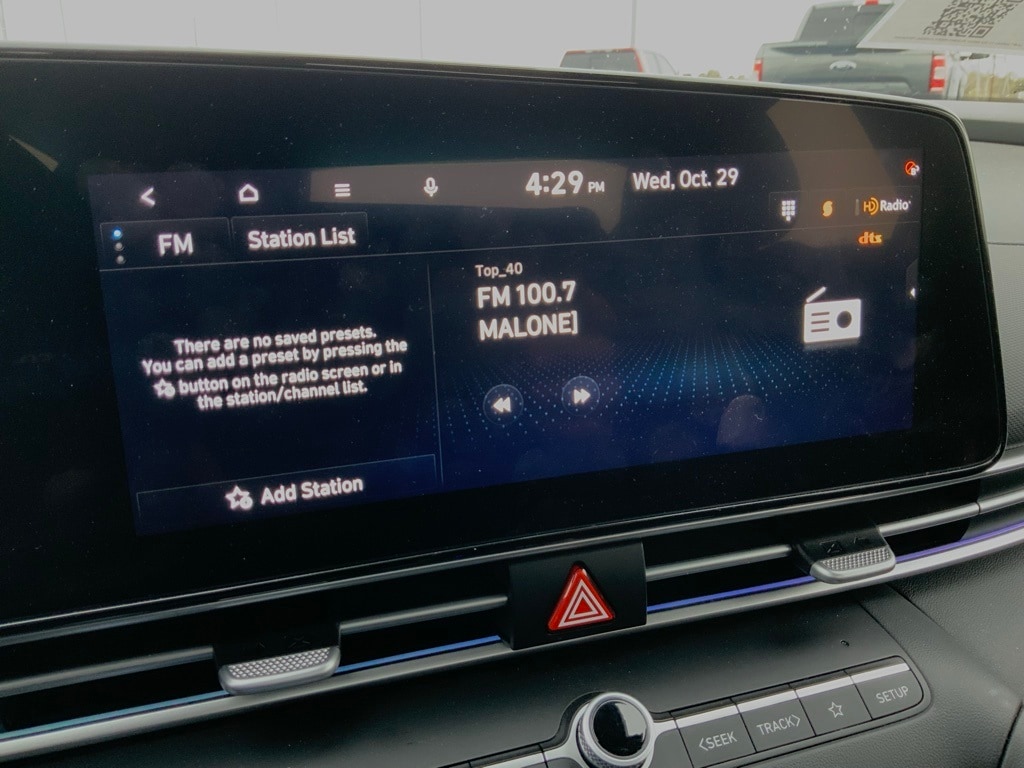 4:29 PM
Wed, Oct. 29
HD Radio
dts
FM
Station List
Top_40
FM 100.7
MALONE]
There are no saved presets.
You can add a preset by pressing the
button on the radio screen or in
the station/channel list.
Add Station
<SEEK
TRACK>
SETUP
Ford